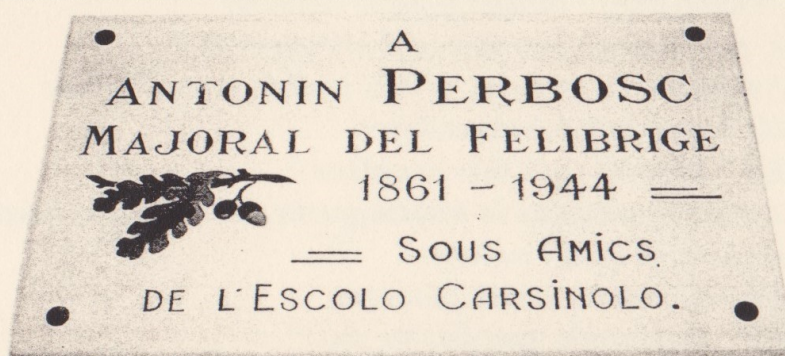 A
ANTONIN PERBOSC
MAJORAL DEL FELIBRIGE
1861 - 1944
SOUS AMICS
DE L'ESCOLO CARSINOLO.